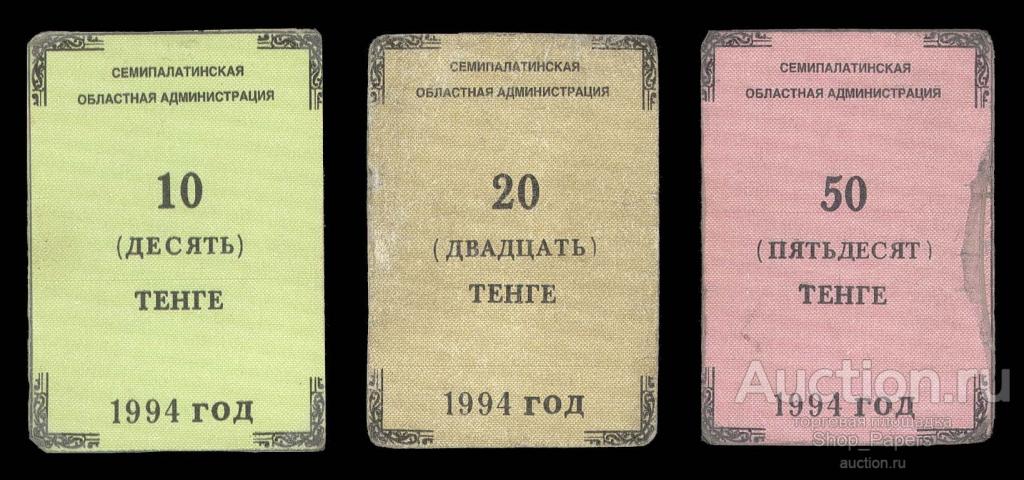 СЕМИПАЛАТИНСКАЯ
ОБЛАСТНАЯ АДМИНИСТРАЦИЯ
10
(ДЕСЯТЬ)
ТЕНГЕ
1994 ГОД
СЕМИПАЛАТИНСКАЯ
ОБЛАСТНАЯ АДМИНИСТРАЦИЯ
20
(ДВАДЦАТЬ)
ТЕНГЕ
1994 ГОД
СЕМИПАЛАТИНСКАЯ
ОБЛАСТНАЯ АДМИНИСТРАЦИЯ
50
(ПЯТЬДЕСЯТ)
ТЕНГЕ
1994 ГОД
Auction.ru
торговая площадка
Shop_Papers
auction.ru